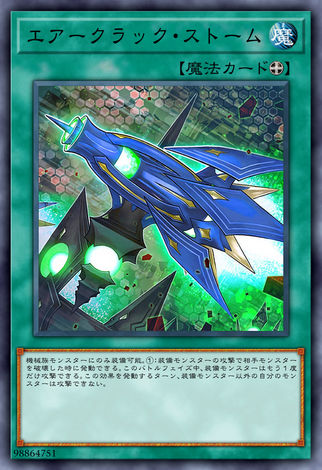 エアークラック・ストーム
魔
【魔法カード】
機械族モンスターにのみ装備可能。①：装備モンスターの攻撃で相手モンスター
を破壊した時に発動できる。このバトルフェイズ中、装備モンスターはもう１度
だけ攻撃できる。この効果を発動するターン、装備モンスター以外の自分のモン
スターは攻撃できない。
98864751